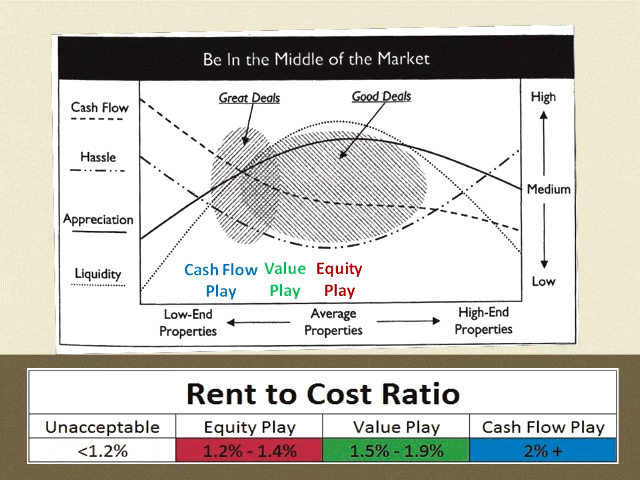 Be In the Middle of the Market
Cash Flow
Hassle
Appreciation
Liquidity
Great Deals
Good Deals
High
Medium
Low
Cash Flow Play
Value Play
Equity Play
Low-End Properties
Average Properties
High-End Properties
Rent to Cost Ratio
Unacceptable Equity Play Value Play Cash Flow Play
<1.2% 1.2% - 1.4% 1.5% - 1.9% 2% +